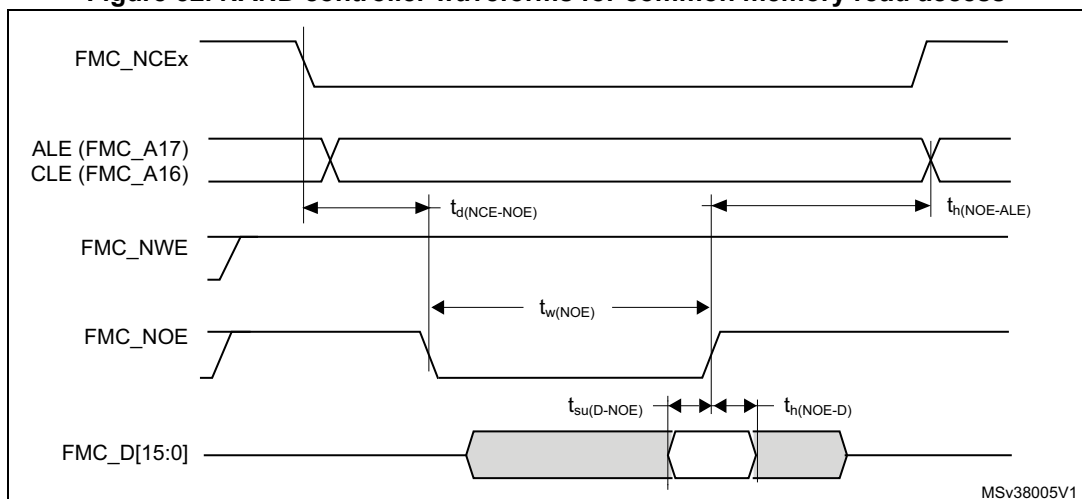 Figure 52. NAND controller waveforms for common memory read access
FMC_NCEx
ALE (FMC_A17)
CLE (FMC_A16)
td(NCE-NOE)
th(NOE-ALE)
FMC_NWE
tw(NOE)
FMC_NOE
tsu(D-NOE)
th(NOE-D)
FMC_D[15:0]
MSv38005V1